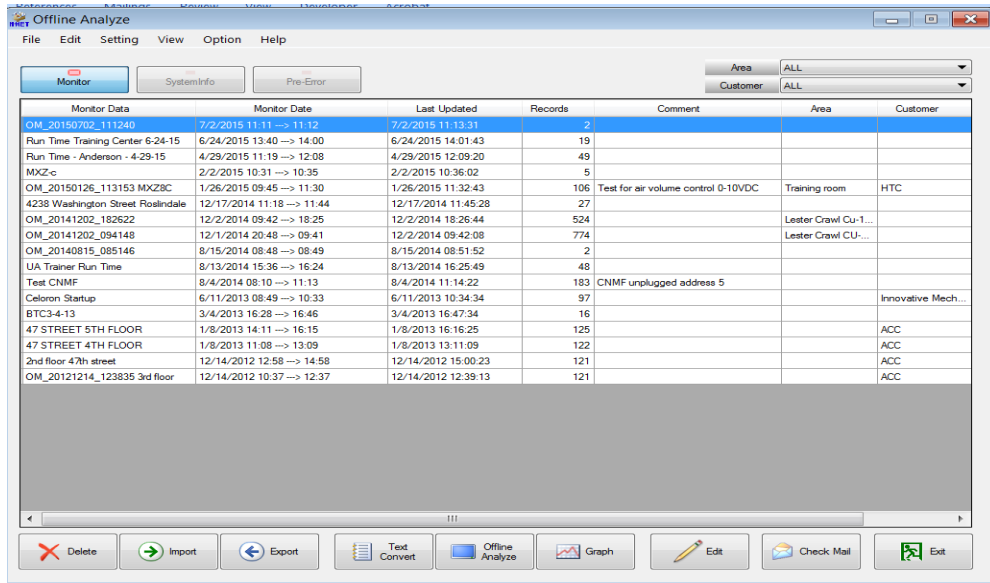 References Mailings Review View Developer Acrobat
Offline Analyze
File Edit Setting View Option Help
Monitor SystemInfo Pre-Error
Area ALL
Customer ALL
Monitor Data Monitor Date Last Updated Records Comment Area Customer
OM_20150702_111240 7/2/2015 11:11 --> 11:12 7/2/2015 11:13:31 2
Run Time Training Center 6-24-15 6/24/2015 13:40 --> 14:00 6/24/2015 14:01:43 19
Run Time - Anderson - 4-29-15 4/29/2015 11:19 --> 12:08 4/29/2015 12:09:20 49
MXZ-c 2/2/2015 10:31 --> 10:35 2/2/2015 10:36:02 5
OM_20150126_113153 MXZ8C 1/26/2015 09:45 --> 11:30 1/26/2015 11:32:43 106 Test for air volume control 0-10VDC Training room HTC
4238 Washington Street Roslindale 12/17/2014 11:18 --> 11:44 12/17/2014 11:45:28 27
OM_20141202_182622 12/2/2014 09:42 --> 18:25 12/2/2014 18:26:44 524 Lester Crawl Cu-1...
OM_20141202_094148 12/1/2014 20:48 --> 09:41 12/2/2014 09:42:08 774 Lester Crawl CU-...
OM_20140815_085146 8/15/2014 08:48 --> 08:49 8/15/2014 08:51:52 2
UA Trainer Run Time 8/13/2014 15:36 --> 16:24 8/13/2014 16:25:49 48
Test CNMF 8/4/2014 08:10 --> 11:13 8/4/2014 11:14:22 183 CNMF unplugged address 5
Celoron Startup 6/11/2013 08:49 --> 10:33 6/11/2013 10:34:34 97 Innovative Mech...
BTC3-4-13 3/4/2013 16:28 --> 16:46 3/4/2013 16:47:34 16
47 STREET 5TH FLOOR 1/8/2013 14:11 --> 16:15 1/8/2013 16:16:25 125 ACC
47 STREET 4TH FLOOR 1/8/2013 11:08 --> 13:09 1/8/2013 13:11:09 122 ACC
2nd floor 47th street 12/14/2012 12:58 --> 14:58 12/14/2012 15:00:23 121 ACC
OM_20121214_123835 3rd floor 12/14/2012 10:37 --> 12:37 12/14/2012 12:39:13 121 ACC
Delete Import Export Text Convert Offline Analyze Graph Edit Check Mail Exit